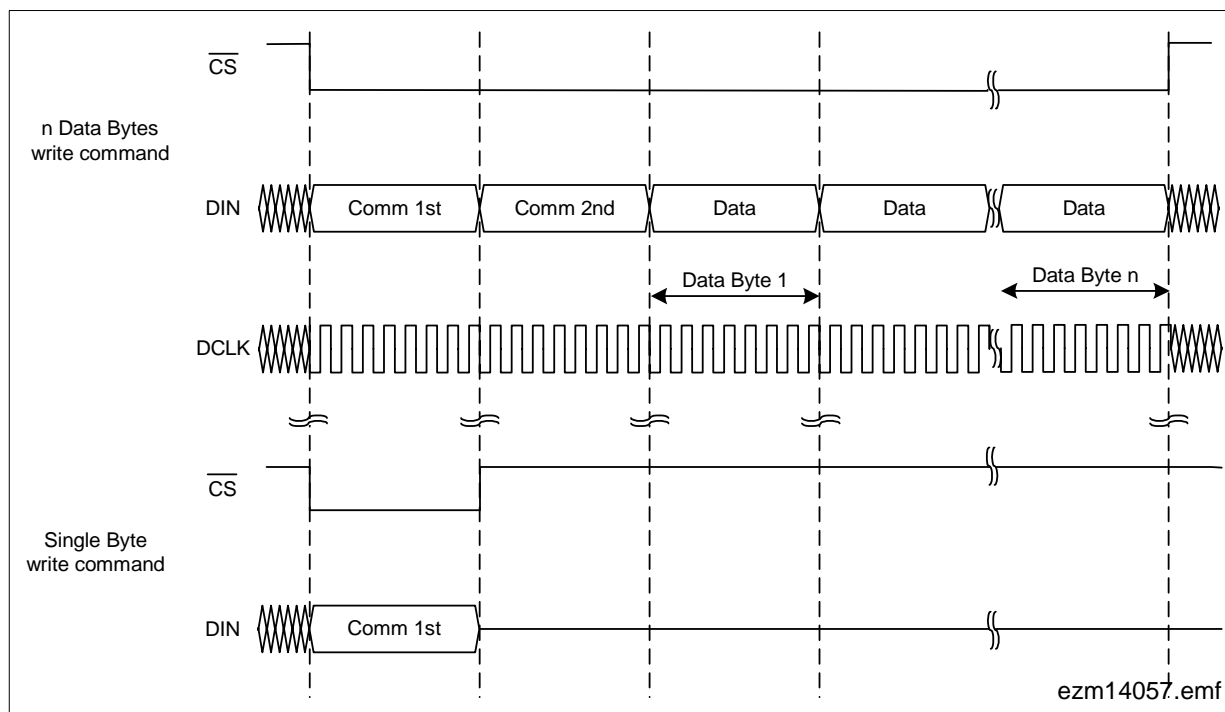 CS
n Data Bytes
write command
DIN
Comm 1st
Comm 2nd
Data
Data
Data
Data Byte 1
Data Byte n
DCLK
CS
Single Byte
write command
DIN
Comm 1st
ezm14057.emf